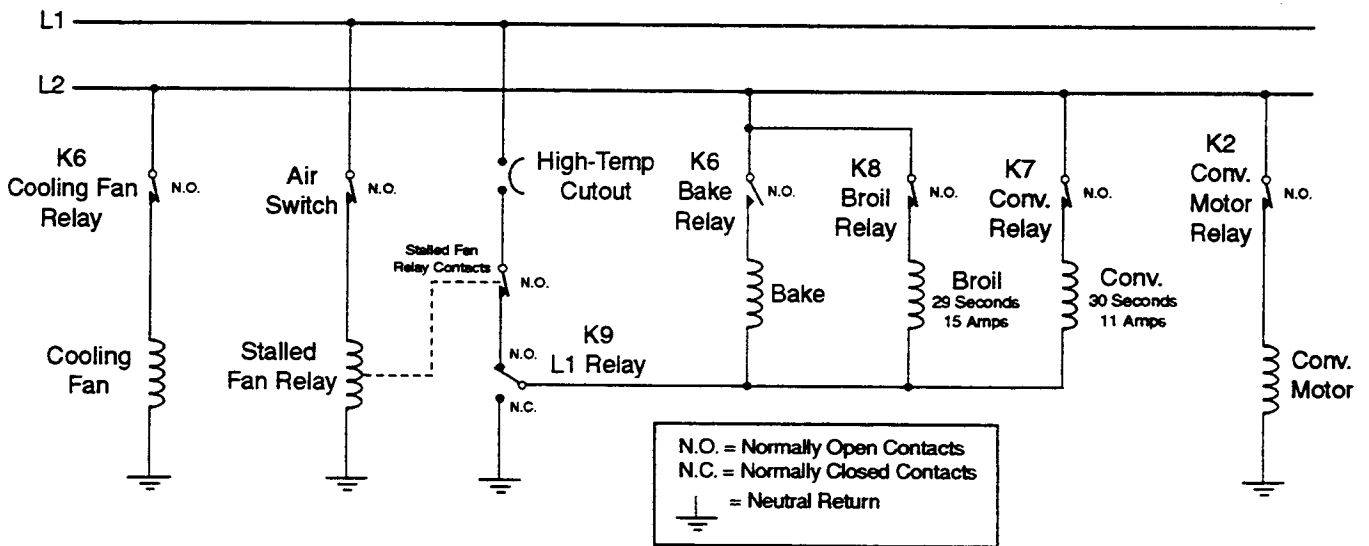 L1
L2
K6
Cooling Fan
Relay
N.O.
Cooling
Fan
Air
Switch
N.O.
Stalled
Fan Relay
High-Temp
Cutout
Stalled Fan
Relay Contacts
N.O.
K9
L1 Relay
N.O.
N.C.
K6
Bake
Relay
N.O.
Bake
K8
Broil
Relay
N.O.
Broil
29 Seconds
15 Amps
K7
Conv.
Relay
N.O.
Conv.
30 Seconds
11 Amps
K2
Conv.
Motor
Relay
N.O.
Conv.
Motor
N.O. = Normally Open Contacts
N.C. = Normally Closed Contacts
= Neutral Return